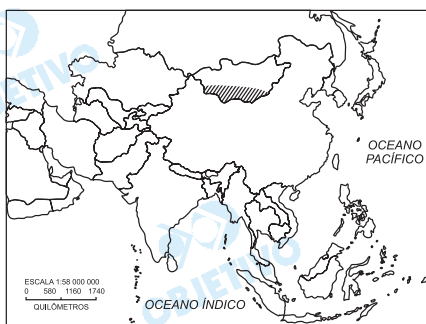 OBJETIVO
OCEANO
PACÍFICO
ESCALA 1:58 000 000
0 580 1160 1740
QUILÔMETROS
OCEANO ÍNDICO
OBJETIVO